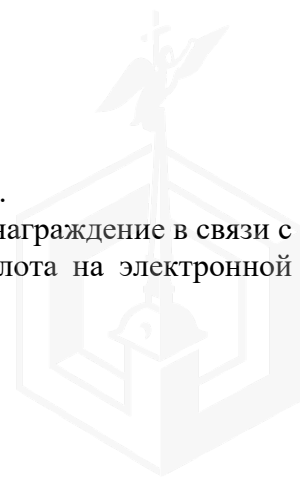 .
награждение в связи с
лота на электронной